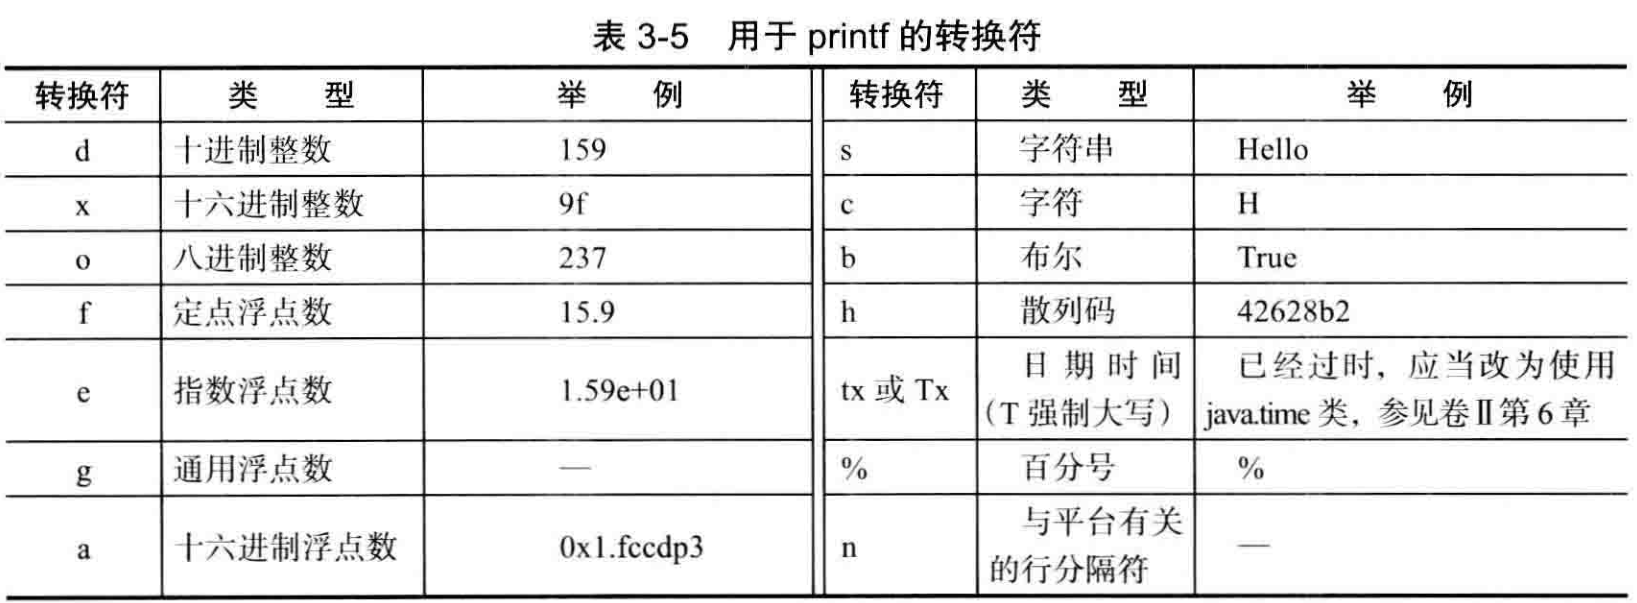 表 3-5 用于 printf 的转换符
转换符 类 型 举 例 转换符 类 型 举 例
d 十进制整数 159 s 字符串 Hello
x 十六进制整数 9f c 字符 H
o 八进制整数 237 b 布尔 True
f 定点浮点数 15.9 h 散列码 42628b2
e 指数浮点数 1.59e+01 tx 或 Tx 日期时间 已经过时，应当改为使用
（T 强制大写） java.time 类，参见卷Ⅱ第 6 章
g 通用浮点数 — % 百分号 %
a 十六进制浮点数 0x1.fccdp3 n 与平台有关 —
的行分隔符